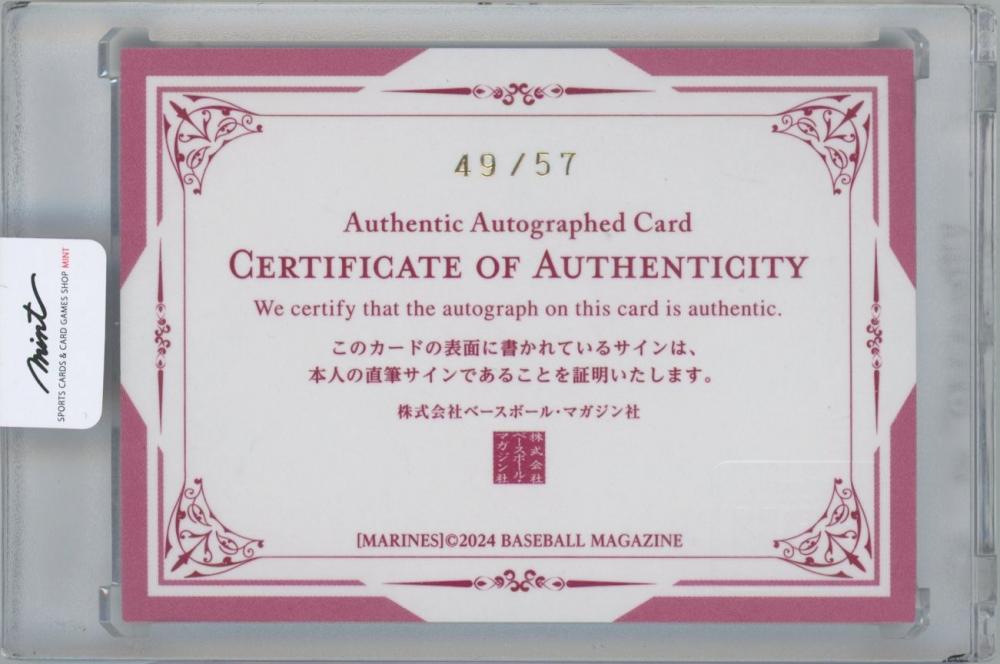 49/57
Authentic Autographed Card
CERTIFICATE OF AUTHENTICITY
We certify that the autograph on this card is authentic.
このカードの表面に書かれているサインは、
本人の直筆サインであることを証明いたします。
株式会社ベースボール・マガジン社
株式会社
ベースボール・
マガジン社
[MARINES]©2024 BASEBALL MAGAZINE
mint
SPORTS CARDS & CARD GAMES SHOP MINT